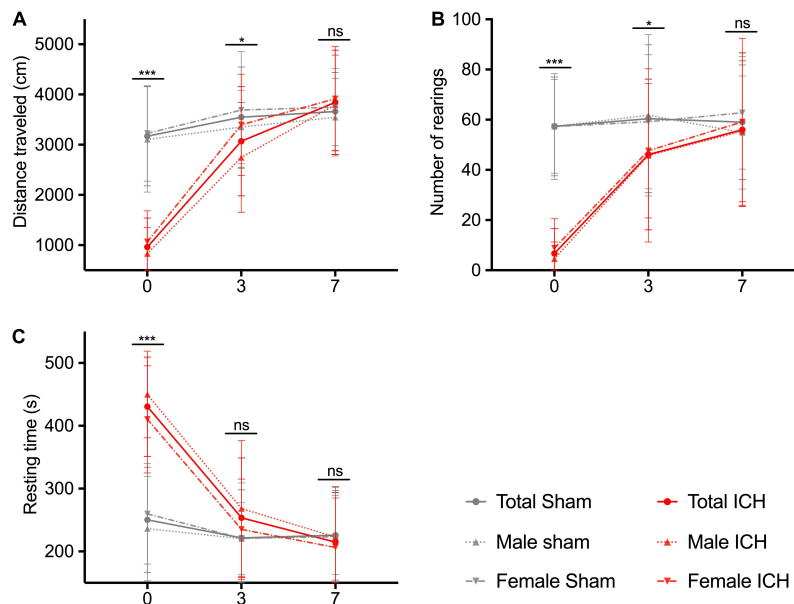 A
Distance traveled (cm)
5000
4000
3000
2000
1000
***
*
ns
0
3
7
B
Number of rearings
100
80
60
40
20
0
***
*
ns
0
3
7
C
Resting time (s)
500
400
300
200
***
ns
ns
0
3
7
Total Sham
Male sham
Female Sham
Total ICH
Male ICH
Female ICH